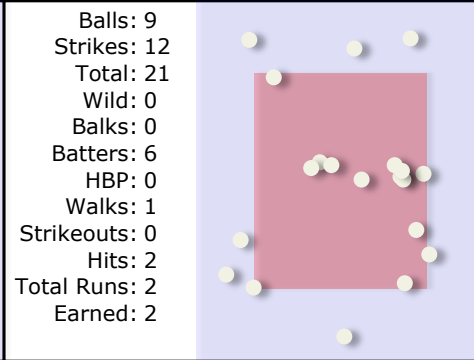 Balls: 9
Strikes: 12
Total: 21
Wild: 0
Balks: 0
Batters: 6
HBP: 0
Walks: 1
Strikeouts: 0
Hits: 2
Total Runs: 2
Earned: 2